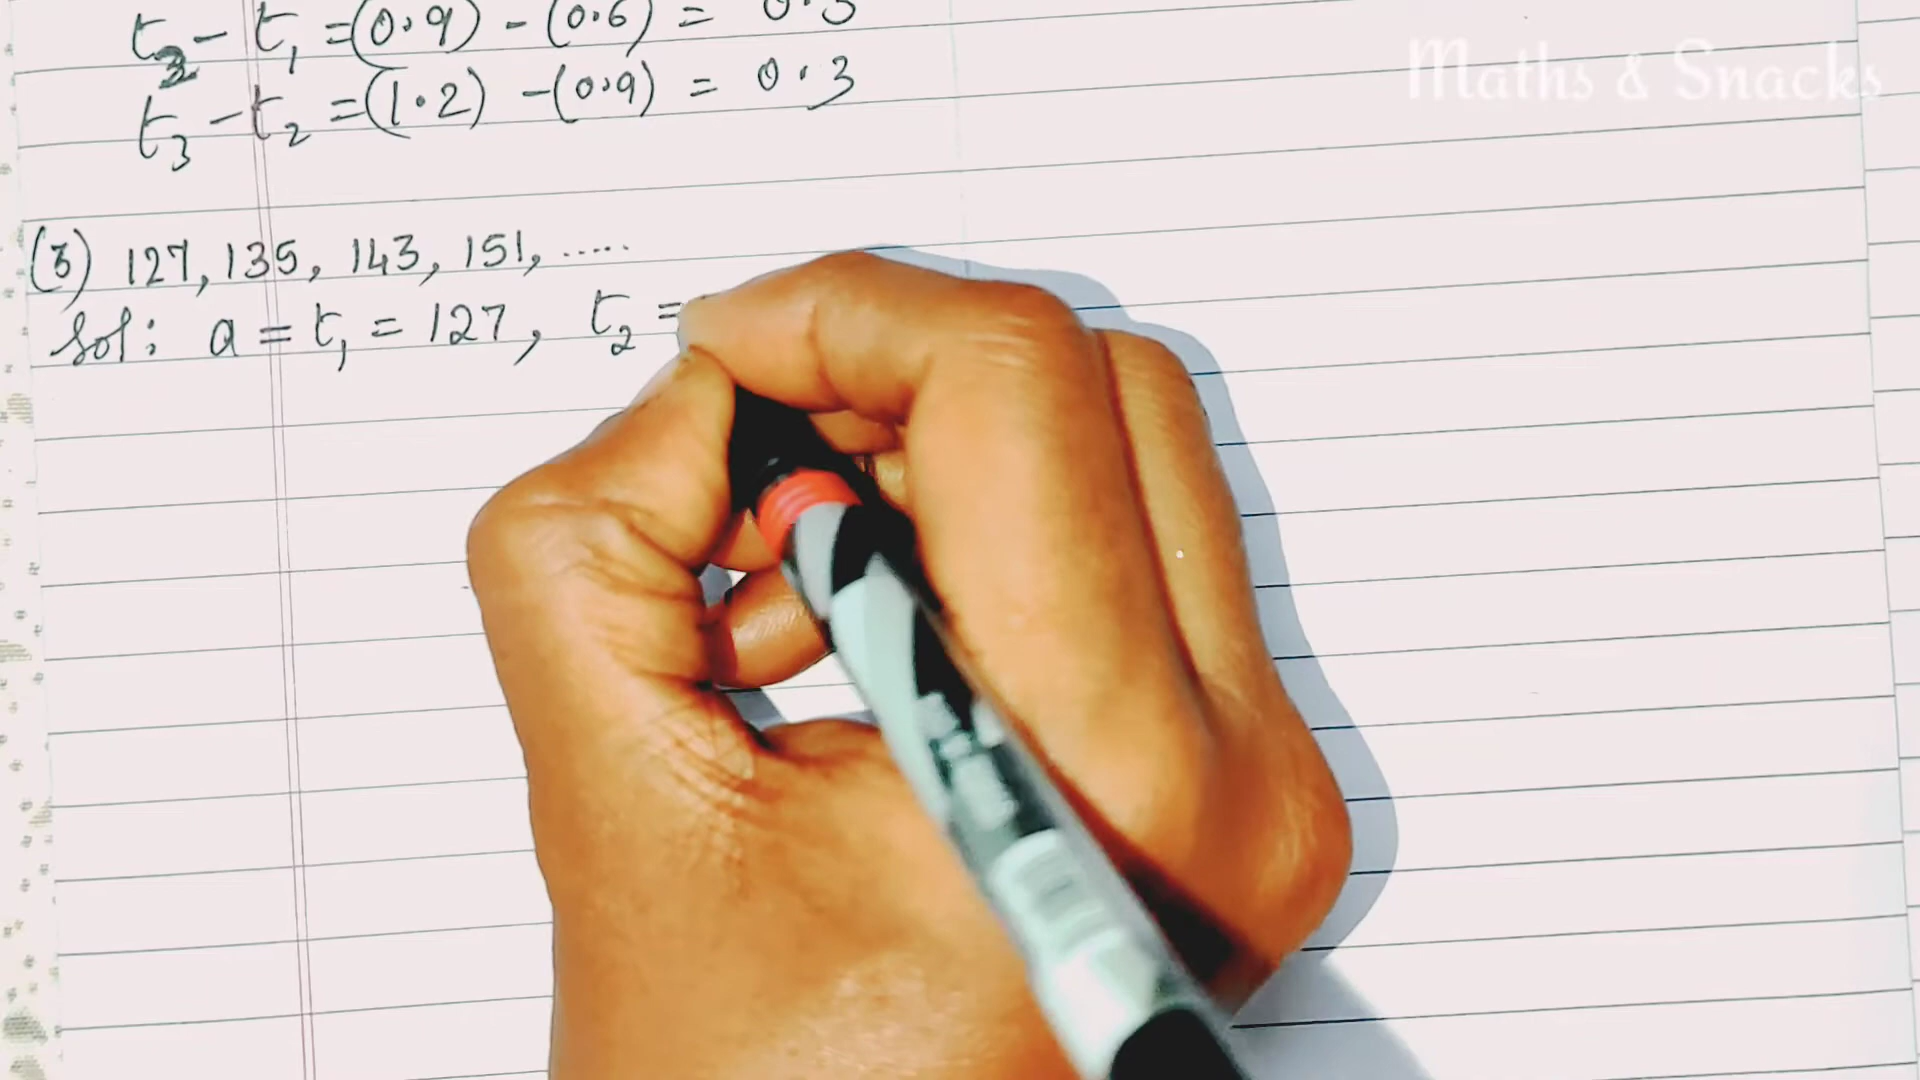 t₂ - t₁ = (0.9) - (0.6) = 0.3
Maths & Snacks
t₃ - t₂ = (1.2) - (0.9) = 0.3
(3) 127, 135, 143, 151, .....
Sol: a = t₁ = 127, t₂ =